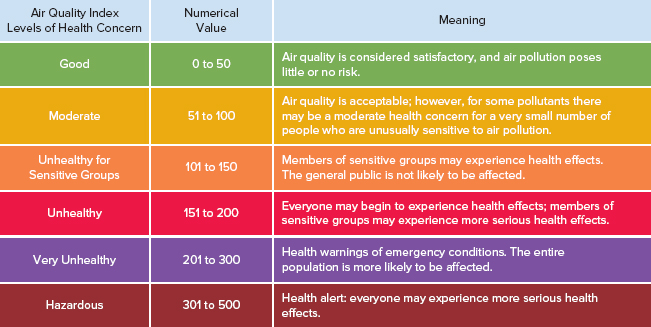 Air Quality Index
Levels of Health Concern
Numerical
Value
Meaning
Good
0 to 50
Air quality is considered satisfactory, and air pollution poses
little or no risk.
Moderate
51 to 100
Air quality is acceptable; however, for some pollutants there
may be a moderate health concern for a very small number of
people who are unusually sensitive to air pollution.
Unhealthy for
Sensitive Groups
101 to 150
Members of sensitive groups may experience health effects.
The general public is not likely to be affected.
Unhealthy
151 to 200
Everyone may begin to experience health effects; members of
sensitive groups may experience more serious health effects.
Very Unhealthy
201 to 300
Health warnings of emergency conditions. The entire
population is more likely to be affected.
Hazardous
301 to 500
Health alert: everyone may experience more serious health
effects.